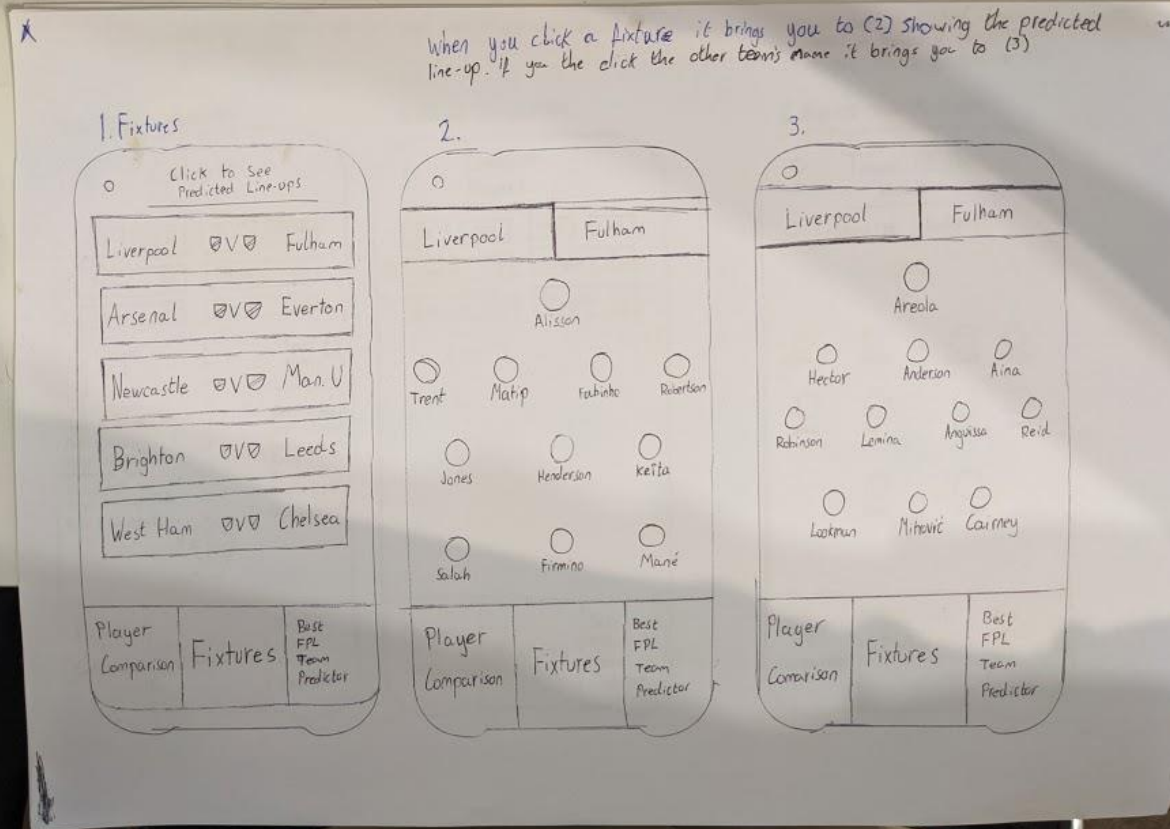 When you click a fixture it brings you to (2) showing the predicted
line-up. If you the click the other team's name it brings you to (3)
1. Fixtures
Click to See
Predicted Line-ups
Liverpool V Fulham
Arsenal V Everton
Newcastle V Man. U
Brighton V Leeds
West Ham V Chelsea
Player
Comparison
Fixtures
Best
FPL
Team
Predictor
2.
Liverpool Fulham
Alisson
Trent Matip Fabinho Robertson
Jones Henderson Keïta
Salah Firmino Mané
Player
Comparison
Fixtures
Best
FPL
Team
Predictor
3.
Liverpool Fulham
Areola
Hector Anderson Aina
Robinson Lemina Anguissa Reid
Lookman Mitrović Cairney
Player
Comarison
Fixtures
Best
FPL
Team
Predictor